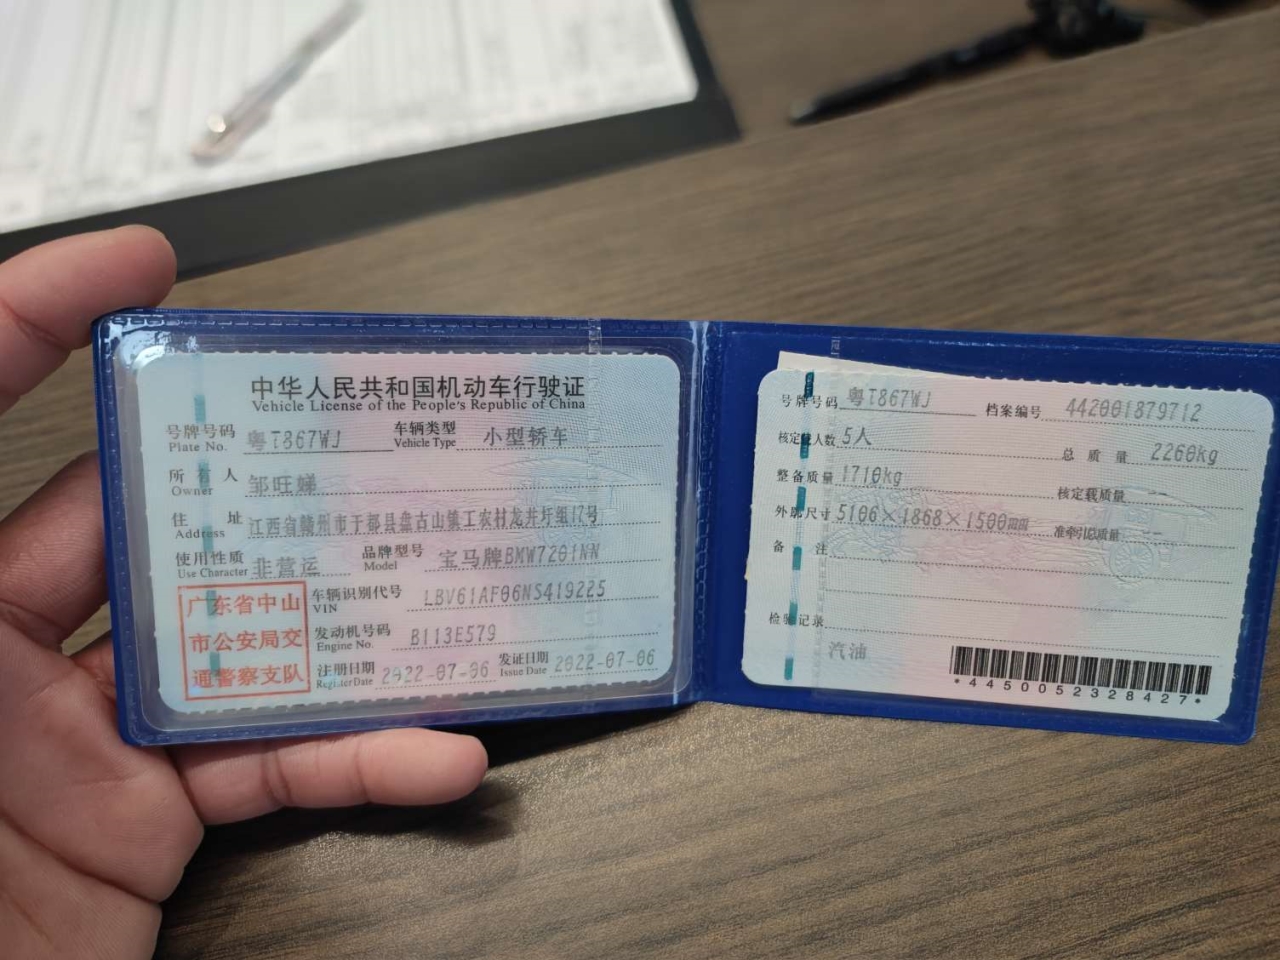 中华人民共和国机动车行驶证
Vehicle License of the People's Republic of China
号牌号码 粤T867WJ 车辆类型 小型轿车
Plate No. Vehicle Type
所有人 邹旺娣
Owner
住址 江西省赣州市于都县盘古山镇工农村龙井圩组17号
Address
使用性质 非营运 品牌型号 宝马牌BMW7201NN
Use Character Model
广东省中山
市公安局交
通警察支队
车辆识别代号 LBV61AF06NS419225
VIN
发动机号码 B113E579
Engine No.
注册日期 2022-07-06 发证日期 2022-07-06
Register Date Issue Date
号牌号码 粤T867WJ 档案编号 442001879712
核定载人数 5人 总质量 2260kg
整备质量 1710kg 核定载质量 --
外廓尺寸 5106×1868×1500mm 准牵引总质量 --
备注
检验记录
汽油
*4450052328427*